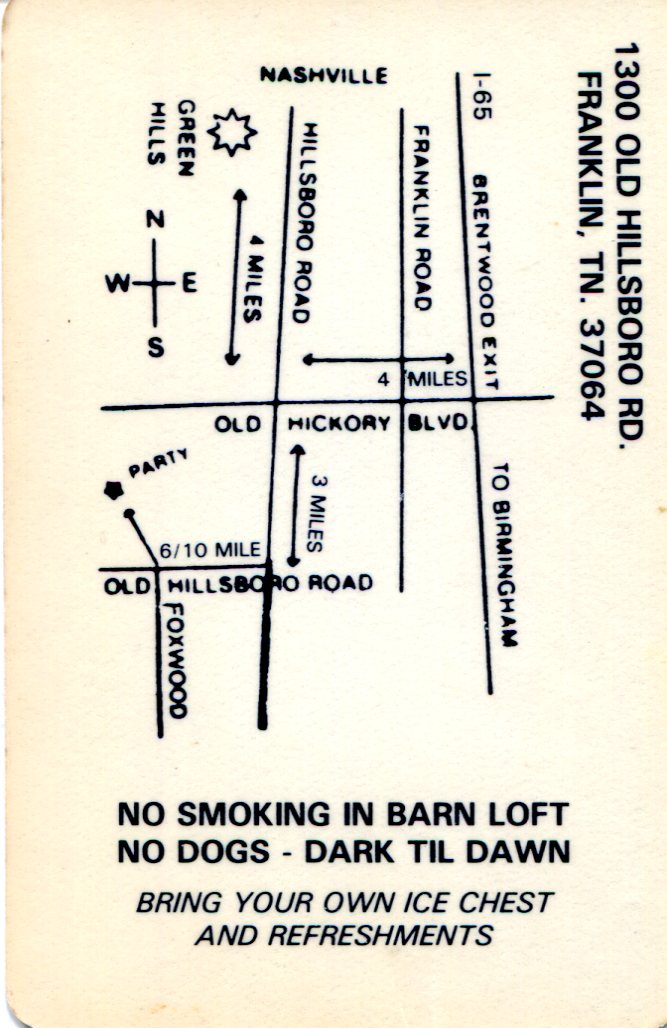 1300 OLD HILLSBORO RD.
FRANKLIN, TN. 37064
NASHVILLE
I-65 BRENTWOOD EXIT
GREEN
HILLS
HILLSBORO ROAD
FRANKLIN ROAD
N
W E
S
4 MILES
4 MILES
OLD HICKORY BLVD.
PARTY
3 MILES
TO BIRMINGHAM
6/10 MILE
OLD HILLSBORO ROAD
FOXWOOD
NO SMOKING IN BARN LOFT
NO DOGS - DARK TIL DAWN
BRING YOUR OWN ICE CHEST
AND REFRESHMENTS